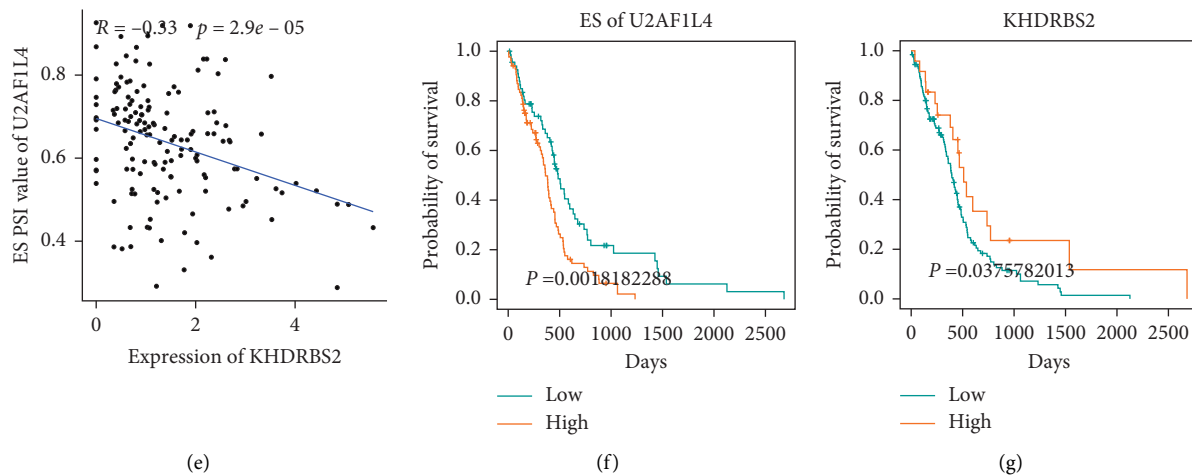 R = −0.33 p = 2.9e − 05
ES PSI value of U2AF1L4
0.8
0.6
0.4
0 2 4
Expression of KHDRBS2
(e)
ES of U2AF1L4
Probability of survival
1.0
0.8
0.6
0.4
0.2
0.0
P =0.0018182288
0 500 1000 1500 2000 2500
Days
Low
High
(f)
KHDRBS2
Probability of survival
1.0
0.8
0.6
0.4
0.2
0.0
P =0.0375782013
0 500 1000 1500 2000 2500
Days
Low
High
(g)